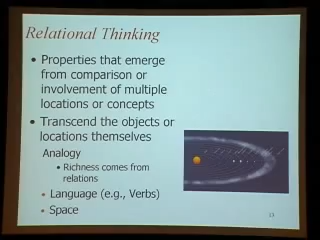 Relational Thinking
• Properties that emerge
from comparison or
involvement of multiple
locations or concepts
• Transcend the objects or
locations themselves
Analogy
• Richness comes from
relations
• Language (e.g., Verbs)
• Space
13